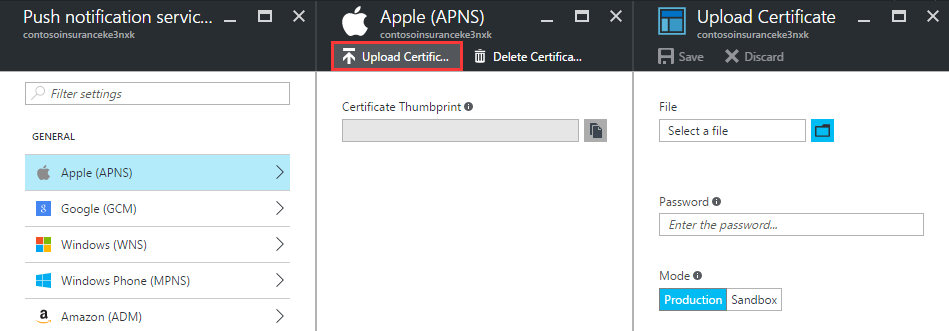 Push notification servic...
contosoinsuranceke3nxk
Filter settings
GENERAL
Apple (APNS)
Google (GCM)
Windows (WNS)
Windows Phone (MPNS)
Amazon (ADM)
Apple (APNS)
contosoinsuranceke3nxk
Upload Certific... Delete Certifica...
Certificate Thumbprint
Upload Certificate
contosoinsuranceke3nxk
Save Discard
File
Select a file
Password
Enter the password...
Mode
Production Sandbox